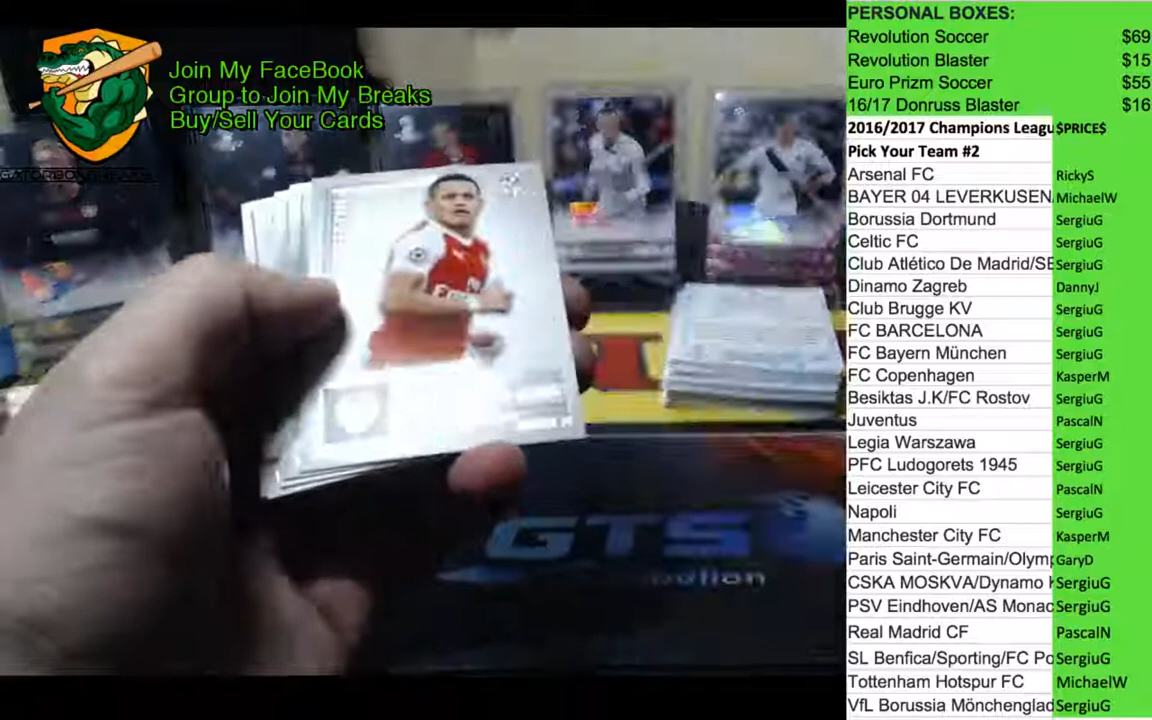 Join My FaceBook
Group to Join My Breaks
Buy/Sell Your Cards
GTS
PERSONAL BOXES:
Revolution Soccer $69
Revolution Blaster $15
Euro Prizm Soccer $55
16/17 Donruss Blaster $16
2016/2017 Champions Leagu $PRICE$
Pick Your Team #2
Arsenal FC RickyS
BAYER 04 LEVERKUSEN MichaelW
Borussia Dortmund SergiuG
Celtic FC SergiuG
Club Atlético De Madrid/SE SergiuG
Dinamo Zagreb DannyJ
Club Brugge KV SergiuG
FC BARCELONA SergiuG
FC Bayern München SergiuG
FC Copenhagen KasperM
Besiktas J.K/FC Rostov SergiuG
Juventus PascalN
Legia Warszawa SergiuG
PFC Ludogorets 1945 SergiuG
Leicester City FC PascalN
Napoli SergiuG
Manchester City FC KasperM
Paris Saint-Germain/Olymp GaryD
CSKA MOSKVA/Dynamo SergiuG
PSV Eindhoven/AS Monac SergiuG
Real Madrid CF PascalN
SL Benfica/Sporting/FC Po SergiuG
Tottenham Hotspur FC MichaelW
VfL Borussia Mönchenglad SergiuG